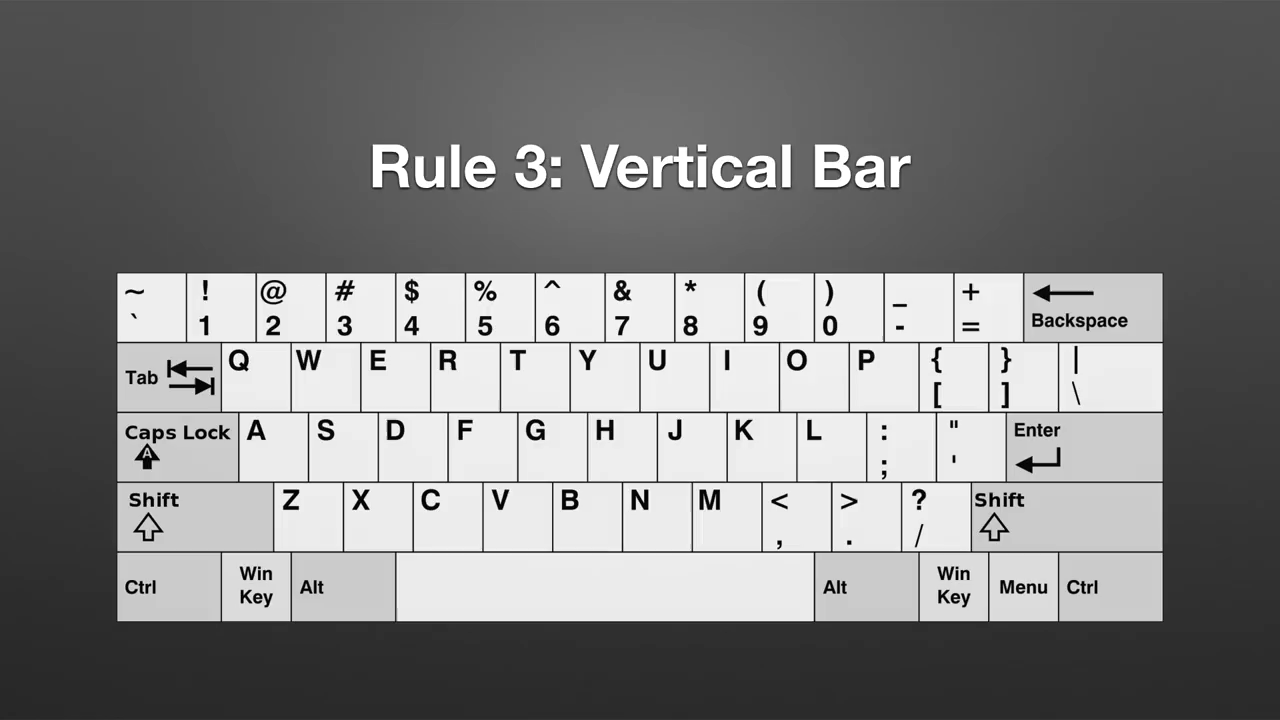 Rule 3: Vertical Bar
~ ! @ # $ % ^ & * ( ) _ +
` 1 2 3 4 5 6 7 8 9 0 - = Backspace
Tab Q W E R T Y U I O P { } |
[ ] \
Caps Lock A S D F G H J K L : " Enter
A ; '
Shift Z X C V B N M < > ? Shift
, . /
Ctrl Win Key Alt Alt Win Key Menu Ctrl